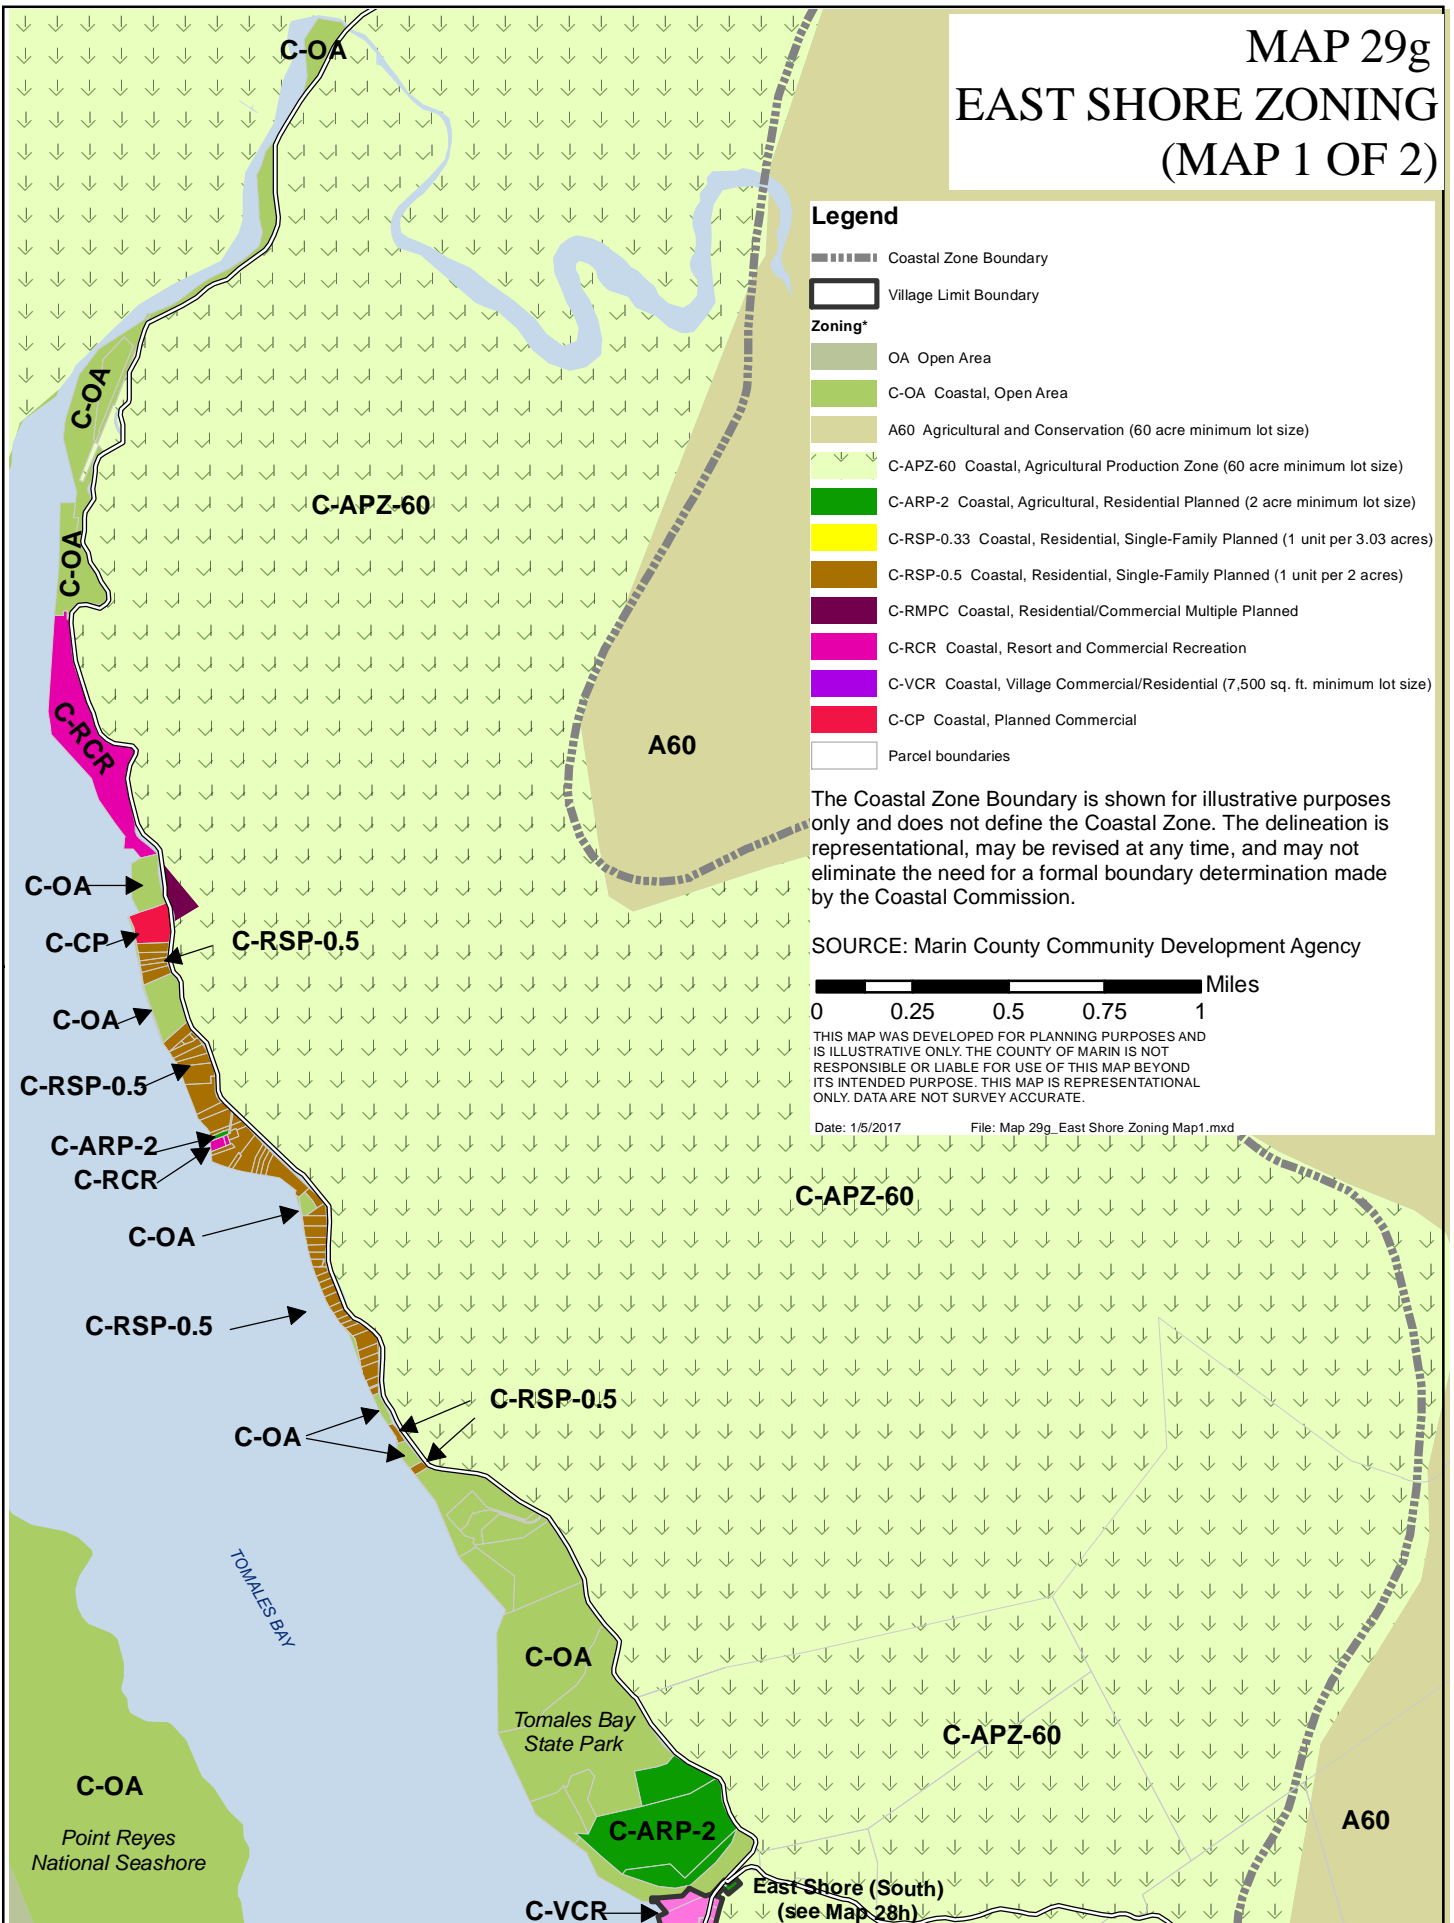 MAP 29g
EAST SHORE ZONING
(MAP 1 OF 2)
Legend
Coastal Zone Boundary
Village Limit Boundary
Zoning*
OA Open Area
C-OA Coastal, Open Area
A60 Agricultural and Conservation (60 acre minimum lot size)
C-APZ-60 Coastal, Agricultural Production Zone (60 acre minimum lot size)
C-ARP-2 Coastal, Agricultural, Residential Planned (2 acre minimum lot size)
C-RSP-0.33 Coastal, Residential, Single-Family Planned (1 unit per 3.03 acres)
C-RSP-0.5 Coastal, Residential, Single-Family Planned (1 unit per 2 acres)
C-RMPC Coastal, Residential/Commercial Multiple Planned
C-RCR Coastal, Resort and Commercial Recreation
C-VCR Coastal, Village Commercial/Residential (7,500 sq. ft. minimum lot size)
C-CP Coastal, Planned Commercial
Parcel boundaries
The Coastal Zone Boundary is shown for illustrative purposes
only and does not define the Coastal Zone. The delineation is
representational, may be revised at any time, and may not
eliminate the need for a formal boundary determination made
by the Coastal Commission.
SOURCE: Marin County Community Development Agency
Miles
0 0.25 0.5 0.75 1
THIS MAP WAS DEVELOPED FOR PLANNING PURPOSES AND
IS ILLUSTRATIVE ONLY. THE COUNTY OF MARIN IS NOT
RESPONSIBLE OR LIABLE FOR USE OF THIS MAP BEYOND
ITS INTENDED PURPOSE. THIS MAP IS REPRESENTATIONAL
ONLY. DATA ARE NOT SURVEY ACCURATE.
Date: 1/5/2017 File: Map 29g_East Shore Zoning Map1.mxd
C-OA
C-OA
C-APZ-60
C-OA
C-RCR
A60
C-OA
C-CP
C-RSP-0.5
C-OA
C-RSP-0.5
C-ARP-2
C-RCR
C-APZ-60
C-OA
C-RSP-0.5
C-RSP-0.5
C-OA
TOMALES BAY
C-OA
Tomales Bay
State Park
C-APZ-60
C-OA
Point Reyes
National Seashore
C-ARP-2
A60
East Shore (South)
(see Map 28h)
C-VCR